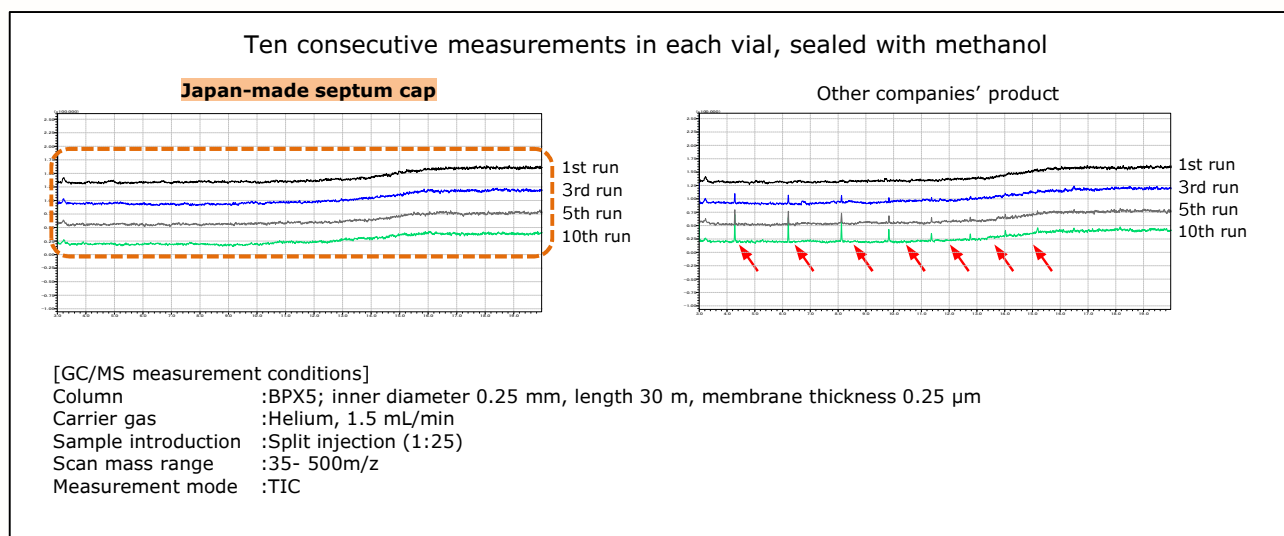 Ten consecutive measurements in each vial, sealed with methanol
Japan-made septum cap
1st run
3rd run
5th run
10th run
Other companies’ product
1st run
3rd run
5th run
10th run
[GC/MS measurement conditions]
Column :BPX5; inner diameter 0.25 mm, length 30 m, membrane thickness 0.25 μm
Carrier gas :Helium, 1.5 mL/min
Sample introduction :Split injection (1:25)
Scan mass range :35- 500m/z
Measurement mode :TIC